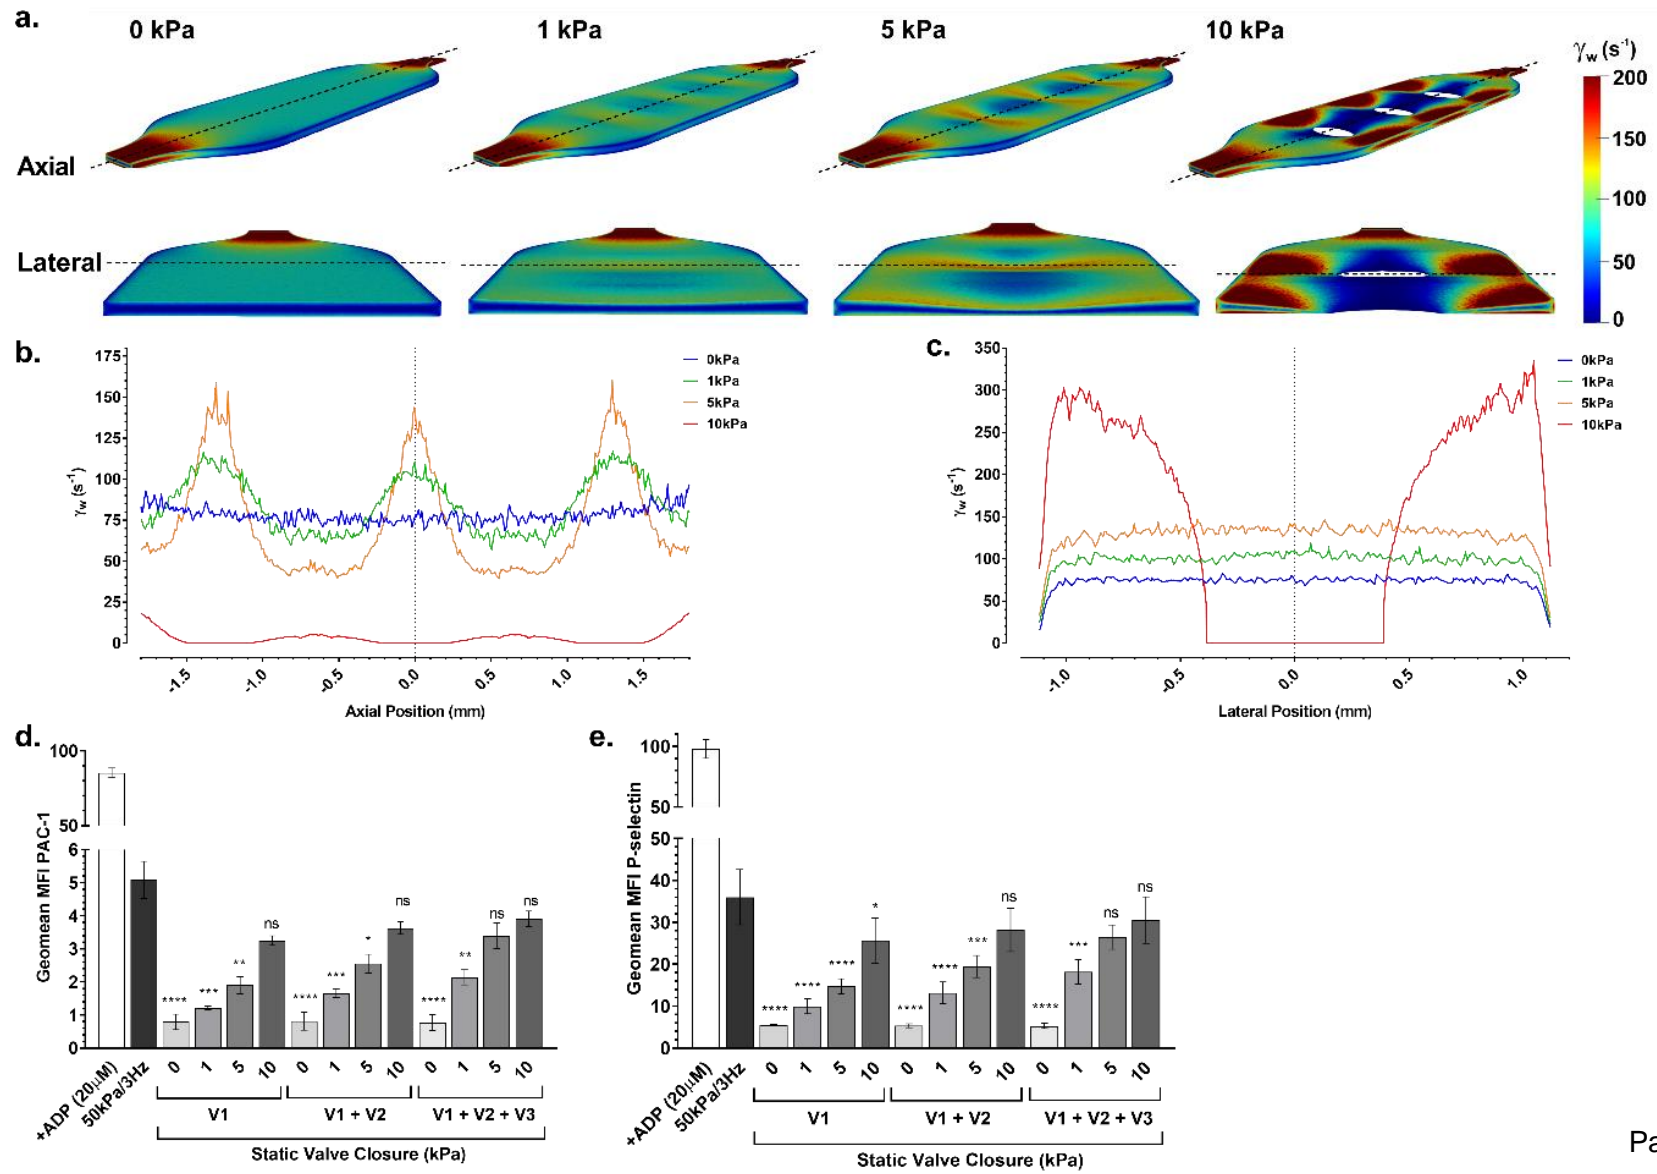 a.
0 kPa
1 kPa
5 kPa
10 kPa
γw (s-1)
200
150
100
50
0
Axial
Lateral
b.
γw (s-1)
175
150
125
100
75
50
25
0
-1.5
-1.0
-0.5
0.0
0.5
1.0
1.5
Axial Position (mm)
0kPa
1kPa
5kPa
10kPa
c.
γw (s-1)
350
300
250
200
150
100
50
0
-1.0
-0.5
0.0
0.5
1.0
Lateral Position (mm)
0kPa
1kPa
5kPa
10kPa
d.
Geomean MFI PAC-1
100
50
6
5
4
3
2
1
0
**** *** ** ns
**** *** * ns
**** ** ns ns
+ADP (20μM)
50kPa/3Hz
0 1 5 10 0 1 5 10 0 1 5 10
V1 V1 + V2 V1 + V2 + V3
Static Valve Closure (kPa)
e.
Geomean MFI P-selectin
100
50
50
40
30
20
10
0
**** **** **** *
**** **** *** ns
**** *** ns ns
+ADP (20μM)
50kPa/3Hz
0 1 5 10 0 1 5 10 0 1 5 10
V1 V1 + V2 V1 + V2 + V3
Static Valve Closure (kPa)
Pa